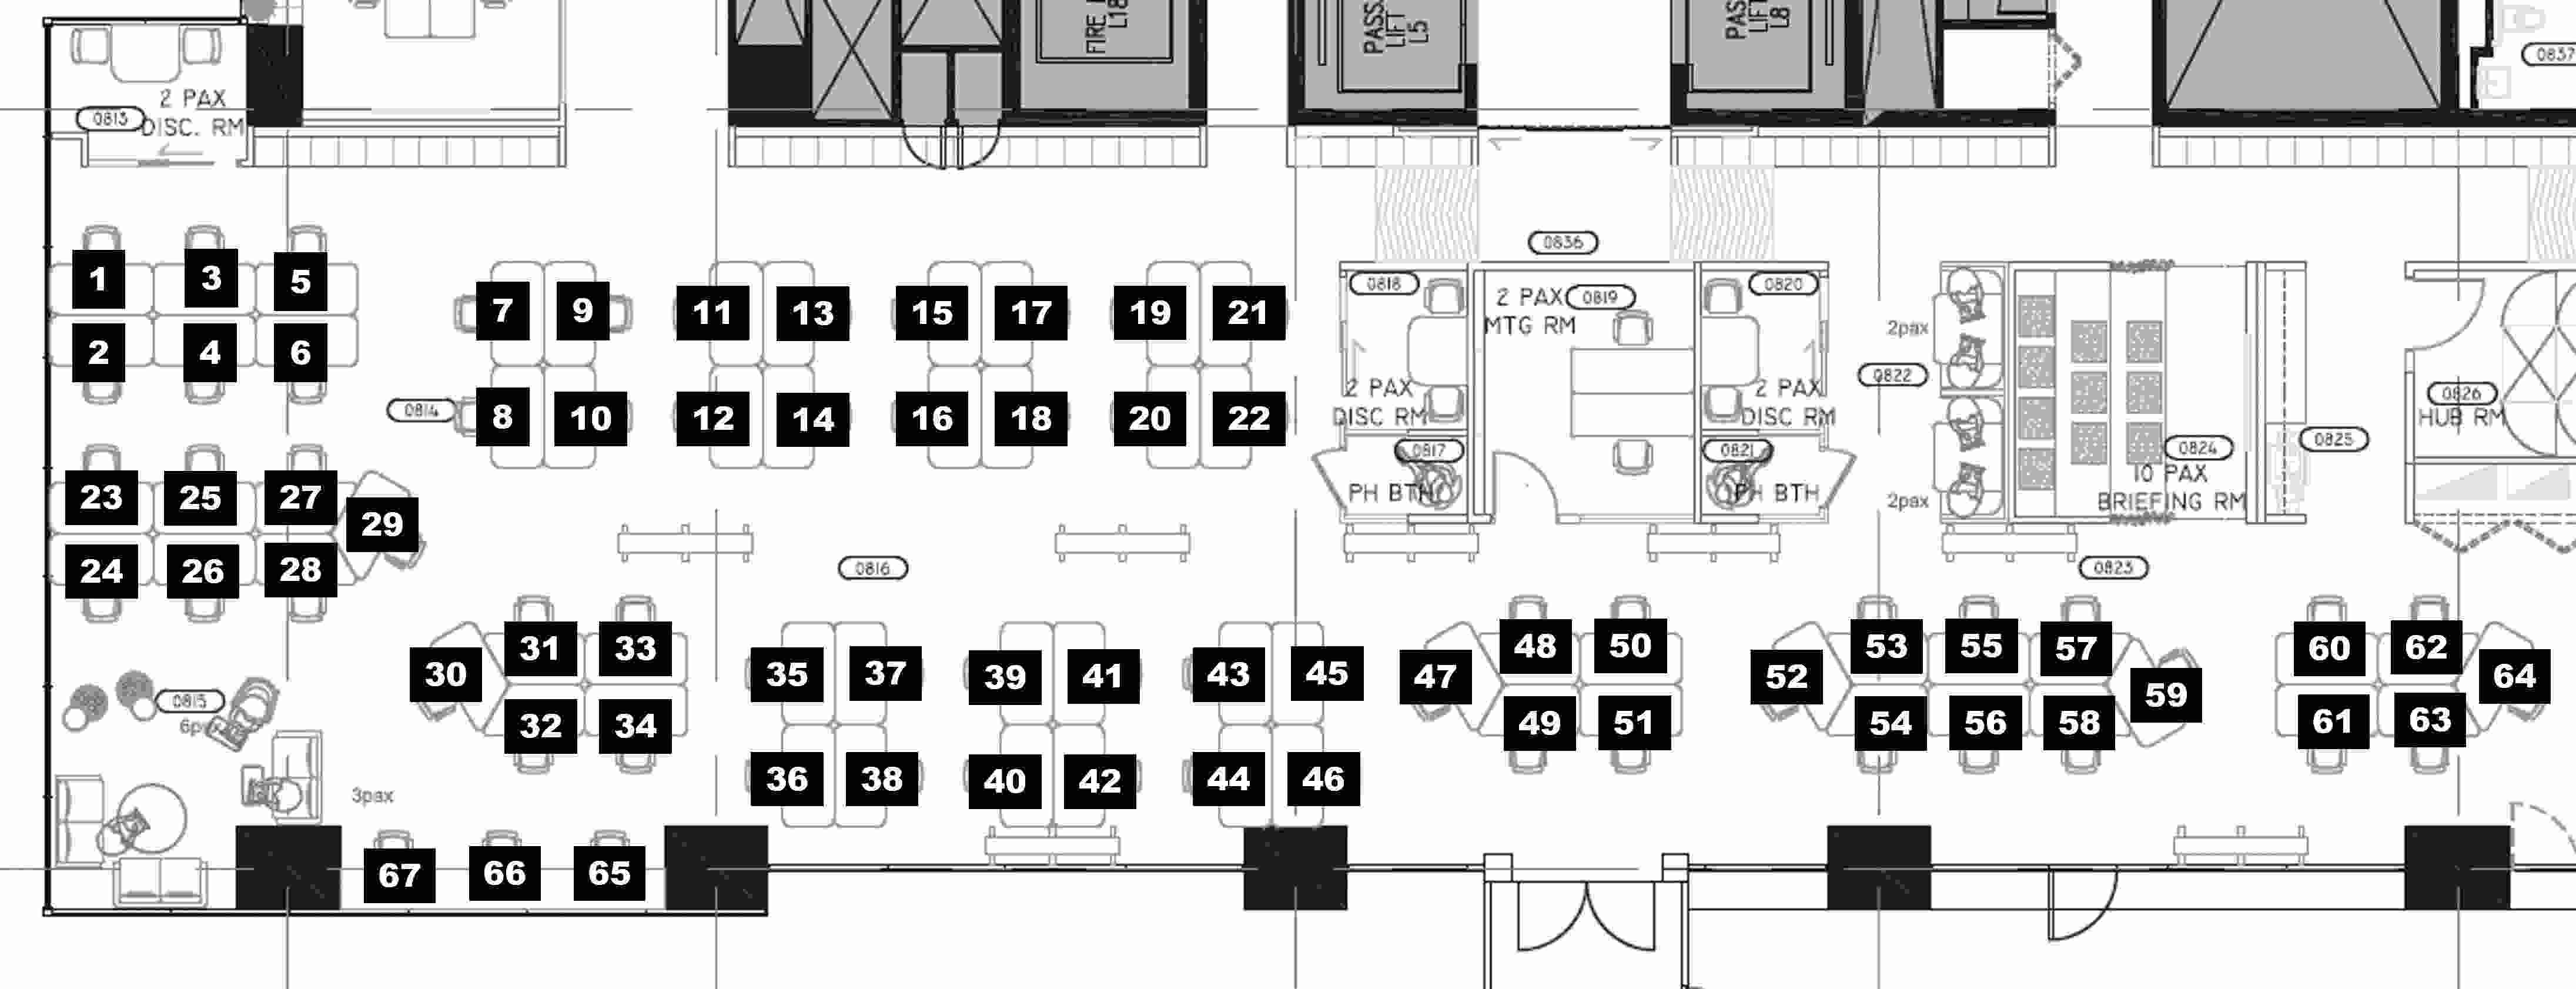 FIRE
L18
PASS.
LIFT
L5
PAS
LIFT
L8
0837
2 PAX
0813
DISC. RM
0836
1 3 5
2 4 6
7 9 11 13 15 17 19 21
8 10 12 14 16 18 20 22
0814
0818
2 PAX 0819
MTG RM
0820
2 PAX
DISC RM
2 PAX
DISC RM
0817
PH BTH
0821
PH BTH
2pax
0822
2pax
0824
10 PAX
BRIEFING RM
0825
0826
HUB RM
23 25 27 29
24 26 28
0816
0823
30 31 33
32 34
35 37 39 41 43 45
36 38 40 42 44 46
47 48 50
49 51
52 53 55 57 59
54 56 58
60 62 64
61 63
0815
3pax
67 66 65